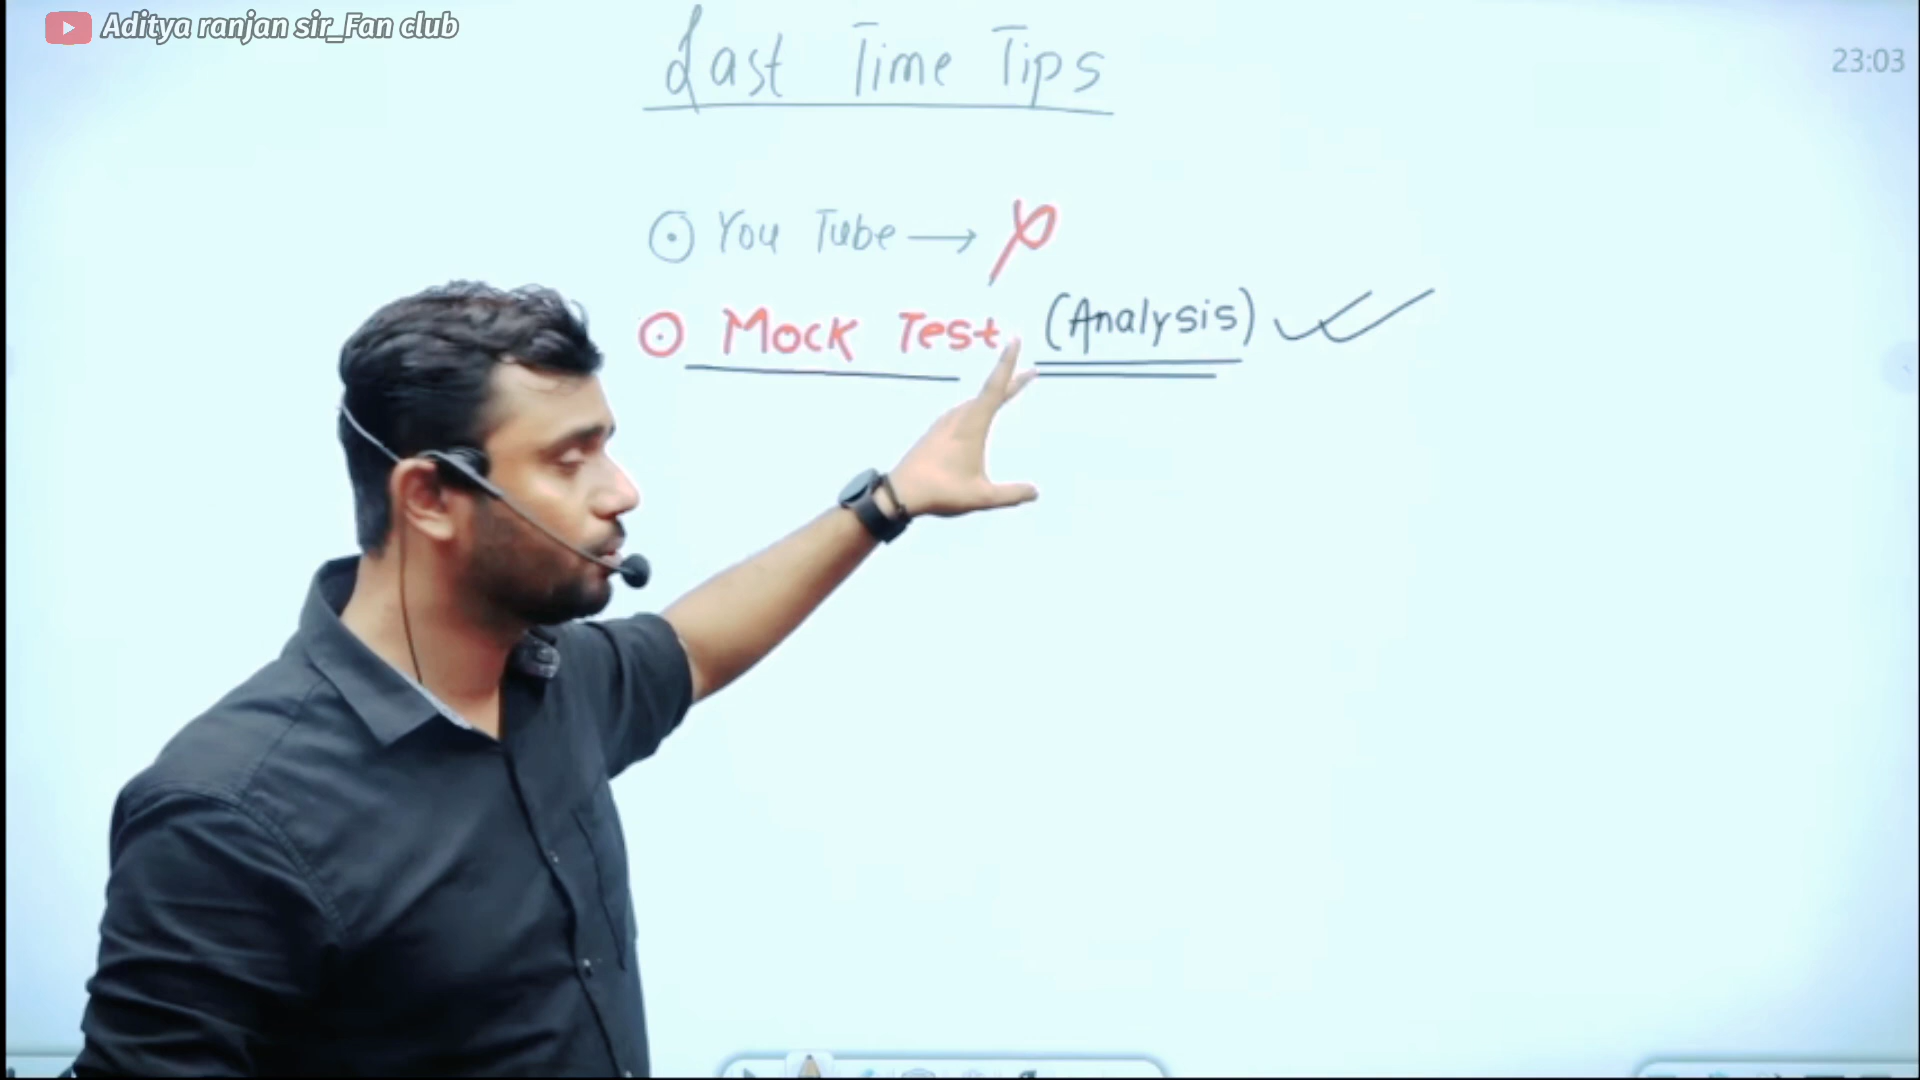 Aditya ranjan sir_Fan club
Last Time Tips
23:03
You Tube →
Mock Test (Analysis)